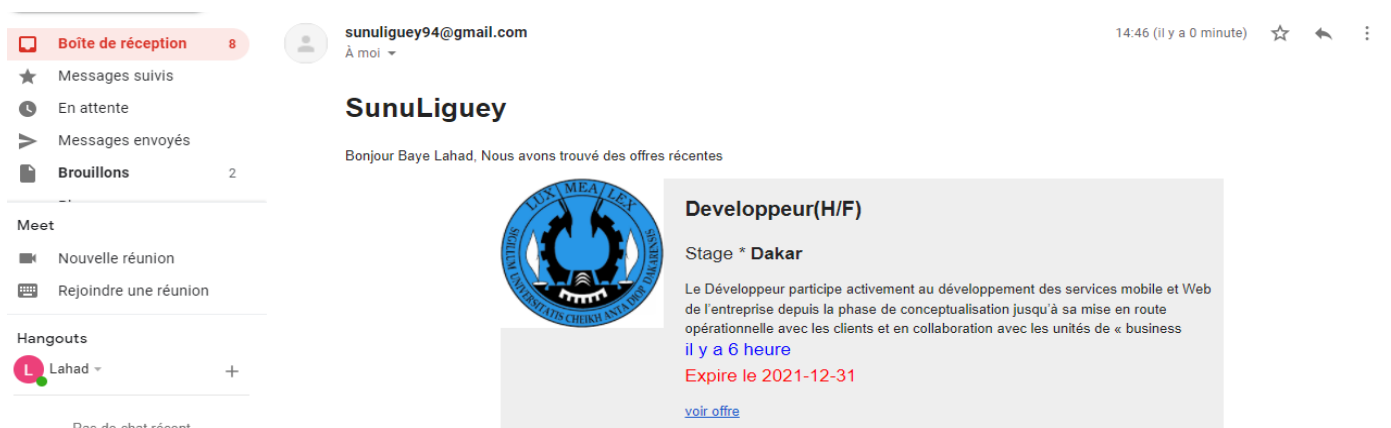 Boîte de réception 8
Messages suivis
En attente
Messages envoyés
Brouillons 2
Meet
Nouvelle réunion
Rejoindre une réunion
Hangouts
L Lahad
Pas de chat récent
sunuliguey94@gmail.com
À moi
14:46 (il y a 0 minute)
SunuLiguey
Bonjour Baye Lahad, Nous avons trouvé des offres récentes
LUX MEA LEX
SIGILLUM UNIVERSITATIS CHEIKH ANTA DIOP DAKARENSIS
Developpeur(H/F)
Stage * Dakar
Le Développeur participe activement au développement des services mobile et Web
de l'entreprise depuis la phase de conceptualisation jusqu'à sa mise en route
opérationnelle avec les clients et en collaboration avec les unités de « business
il y a 6 heure
Expire le 2021-12-31
voir offre